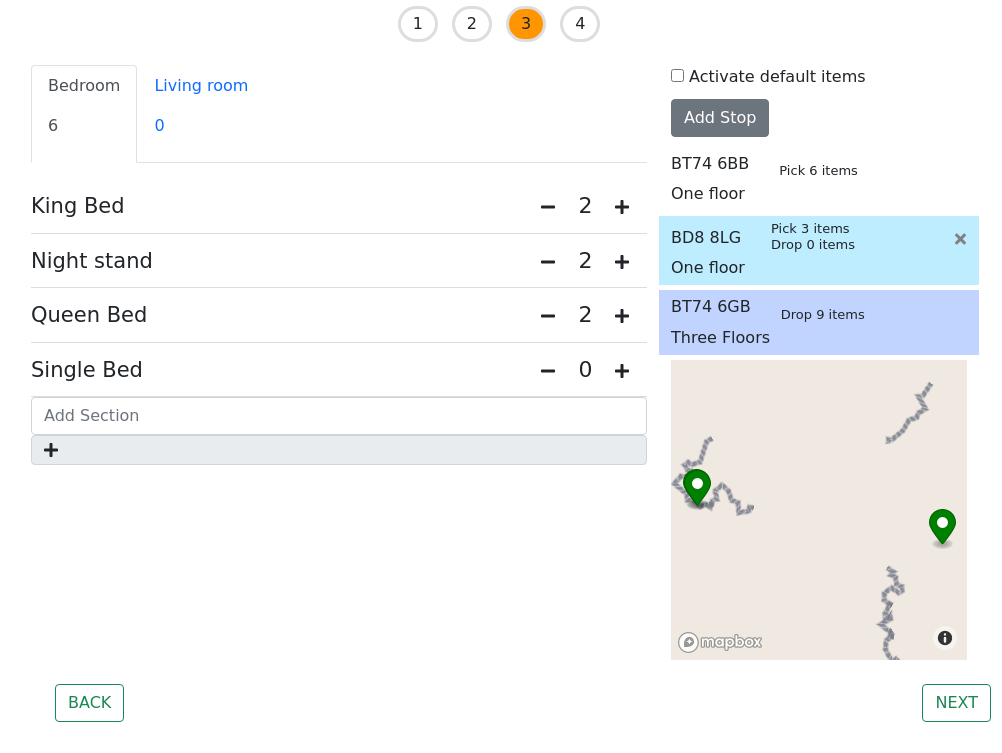 1 2 3 4
Bedroom Living room
6 0
King Bed 2
Night stand 2
Queen Bed 2
Single Bed 0
Add Section
Activate default items
Add Stop
BT74 6BB Pick 6 items
One floor
BD8 8LG Pick 3 items
Drop 0 items
One floor
BT74 6GB Drop 9 items
Three Floors
mapbox
BACK NEXT